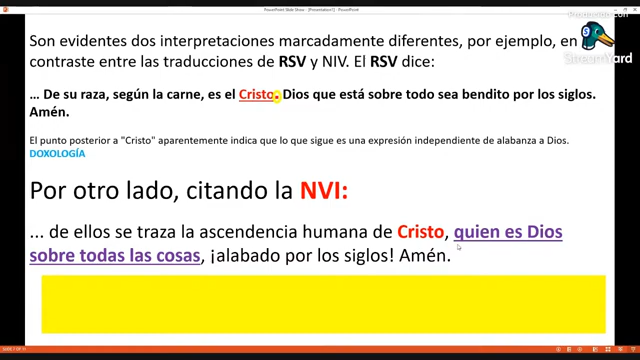 PowerPoint Slide Show - [Presentation1] - PowerPoint
Producido con
StreamYard
Son evidentes dos interpretaciones marcadamente diferentes, por ejemplo, en
contraste entre las traducciones de RSV y NIV. El RSV dice:
... De su raza, según la carne, es el Cristo. Dios que está sobre todo sea bendito por los siglos.
Amén.
El punto posterior a "Cristo" aparentemente indica que lo que sigue es una expresión independiente de alabanza a Dios.
DOXOLOGÍA
Por otro lado, citando la NVI:
... de ellos se traza la ascendencia humana de Cristo, quien es Dios
sobre todas las cosas, ¡alabado por los siglos! Amén.